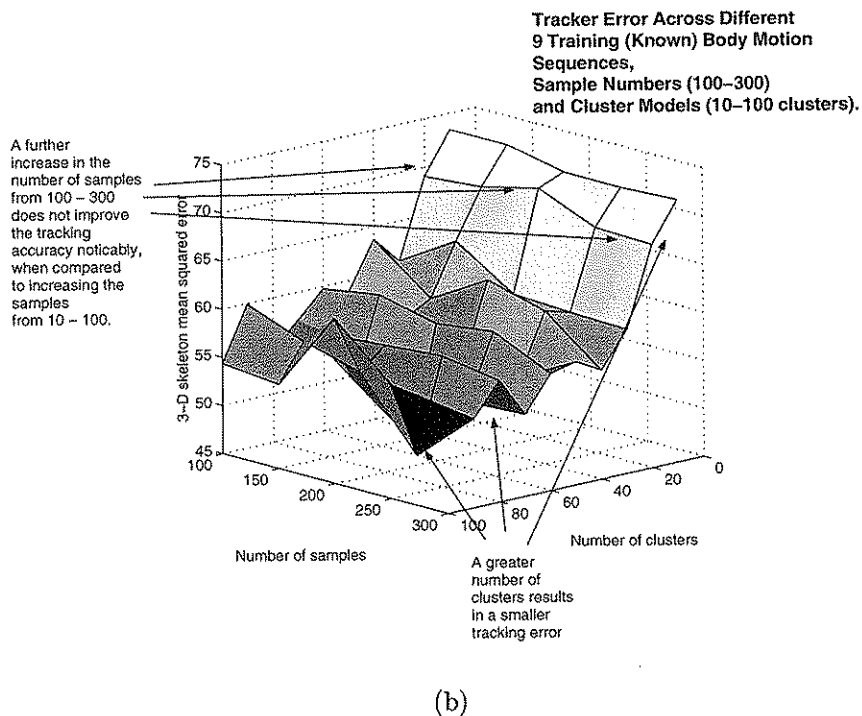 Tracker Error Across Different
9 Training (Known) Body Motion
Sequences,
Sample Numbers (100–300)
and Cluster Models (10–100 clusters).
A further
increase in the
number of samples
from 100 – 300
does not improve
the tracking
accuracy noticably,
when compared
to increasing the
samples
from 10 – 100.
3–D skeleton mean squared error
75
70
65
60
55
50
45
100
150
200
250
300
100
80
60
40
20
0
Number of samples
Number of clusters
A greater
number of
clusters results
in a smaller
tracking error
(b)